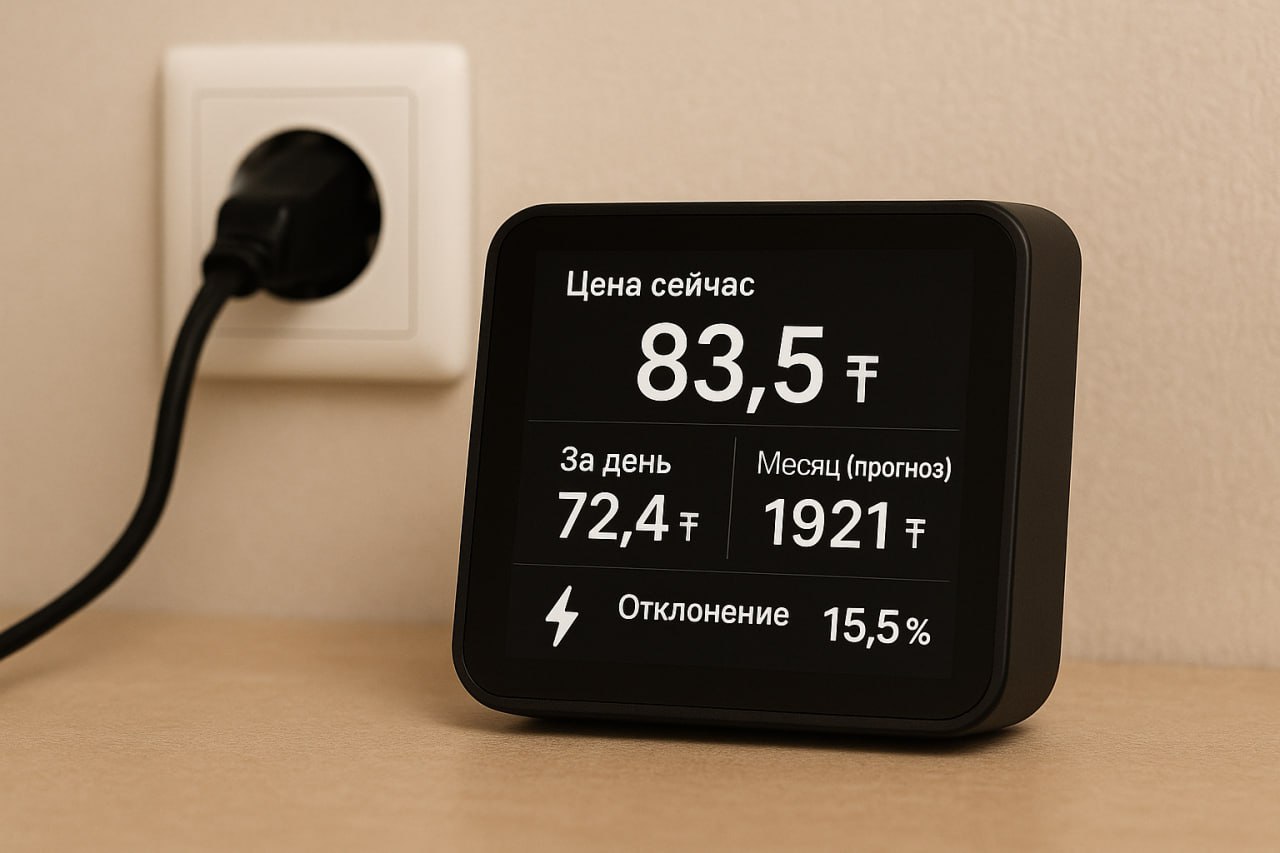 Цена сейчас
83,5 ₸
За день
72,4 ₸
Месяц (прогноз)
1921 ₸
Отклонение 15,5 %